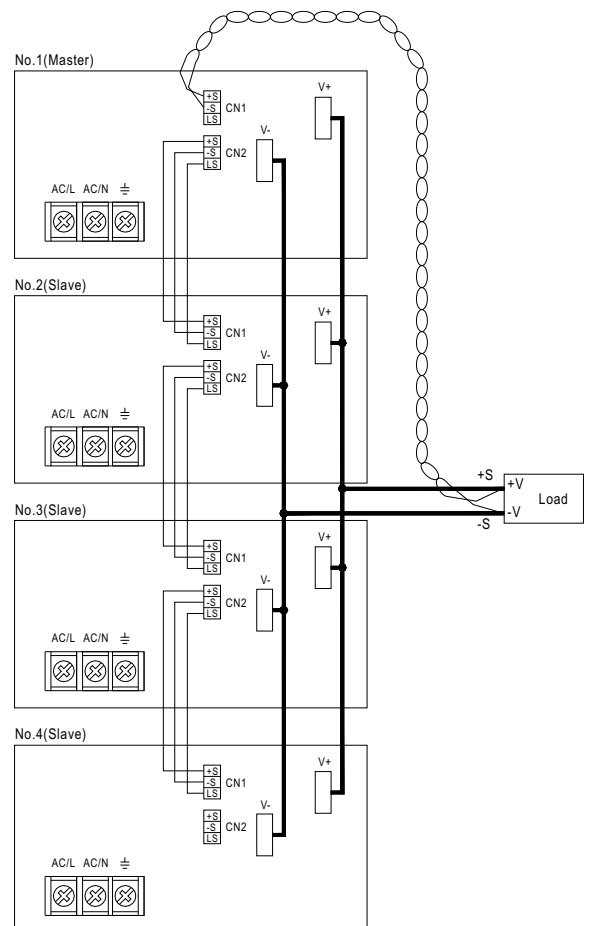 No.1(Master)
V+
+S
-S
LS
CN1
V-
+S
-S
LS
CN2
AC/L AC/N
No.2(Slave)
V+
+S
-S
LS
CN1
V-
+S
-S
LS
CN2
AC/L AC/N
+S
+V
Load
-V
-S
No.3(Slave)
V+
+S
-S
LS
CN1
V-
+S
-S
LS
CN2
AC/L AC/N
No.4(Slave)
V+
+S
-S
LS
CN1
V-
+S
-S
LS
CN2
AC/L AC/N